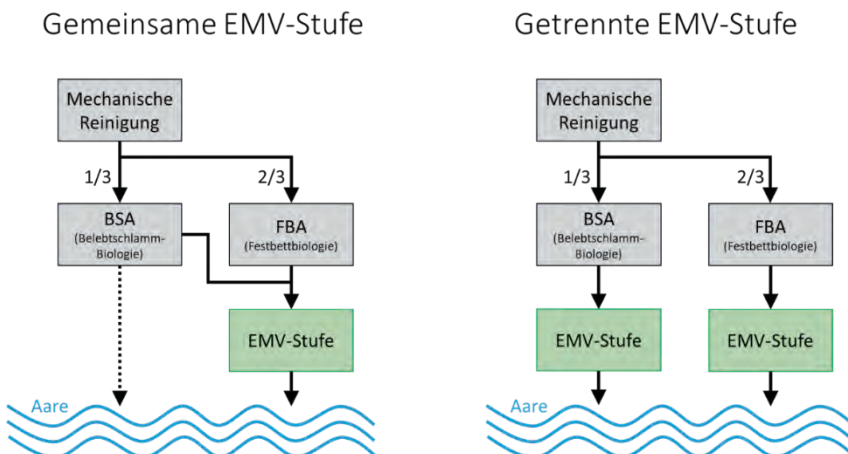 Gemeinsame EMV-Stufe
Mechanische
Reinigung
1/3
2/3
BSA
(Belebtschlamm-
Biologie)
FBA
(Festbettbiologie)
EMV-Stufe
Aare
Getrennte EMV-Stufe
Mechanische
Reinigung
1/3
2/3
BSA
(Belebtschlamm-
Biologie)
FBA
(Festbettbiologie)
EMV-Stufe
EMV-Stufe
Aare